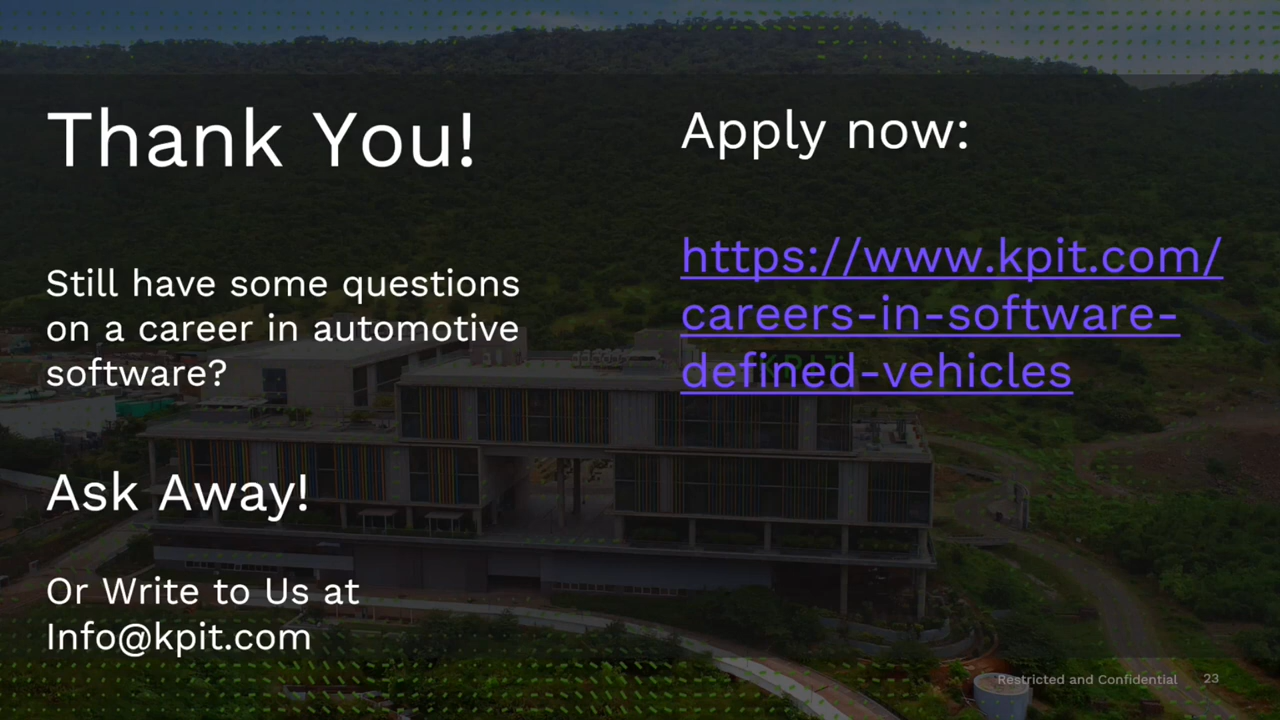 Thank You!
Still have some questions
on a career in automotive
software?
Ask Away!
Or Write to Us at
Info@kpit.com
Apply now:
https://www.kpit.com/
careers-in-software-
defined-vehicles
KPIT
Restricted and Confidential 23